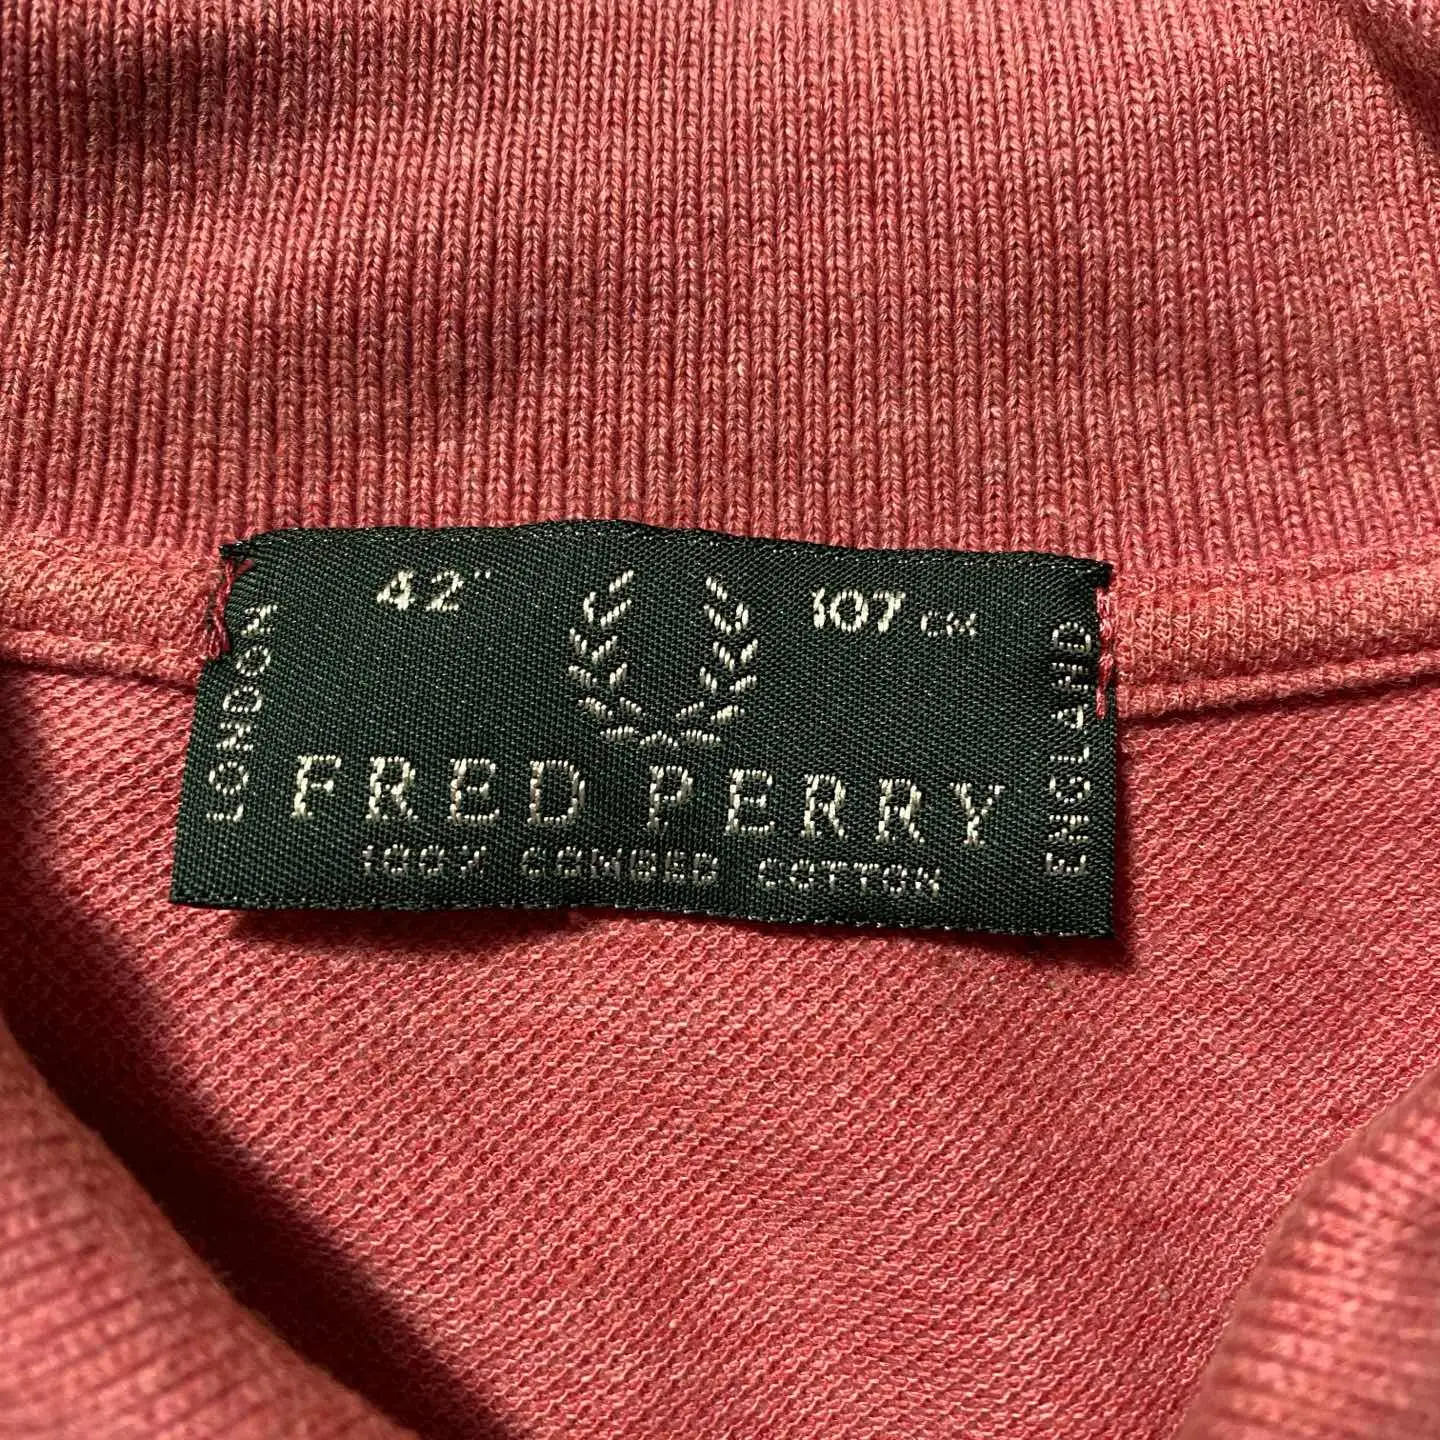 42" 107 CM
LONDON
ENGLAND
FRED PERRY
100% COMBED COTTON